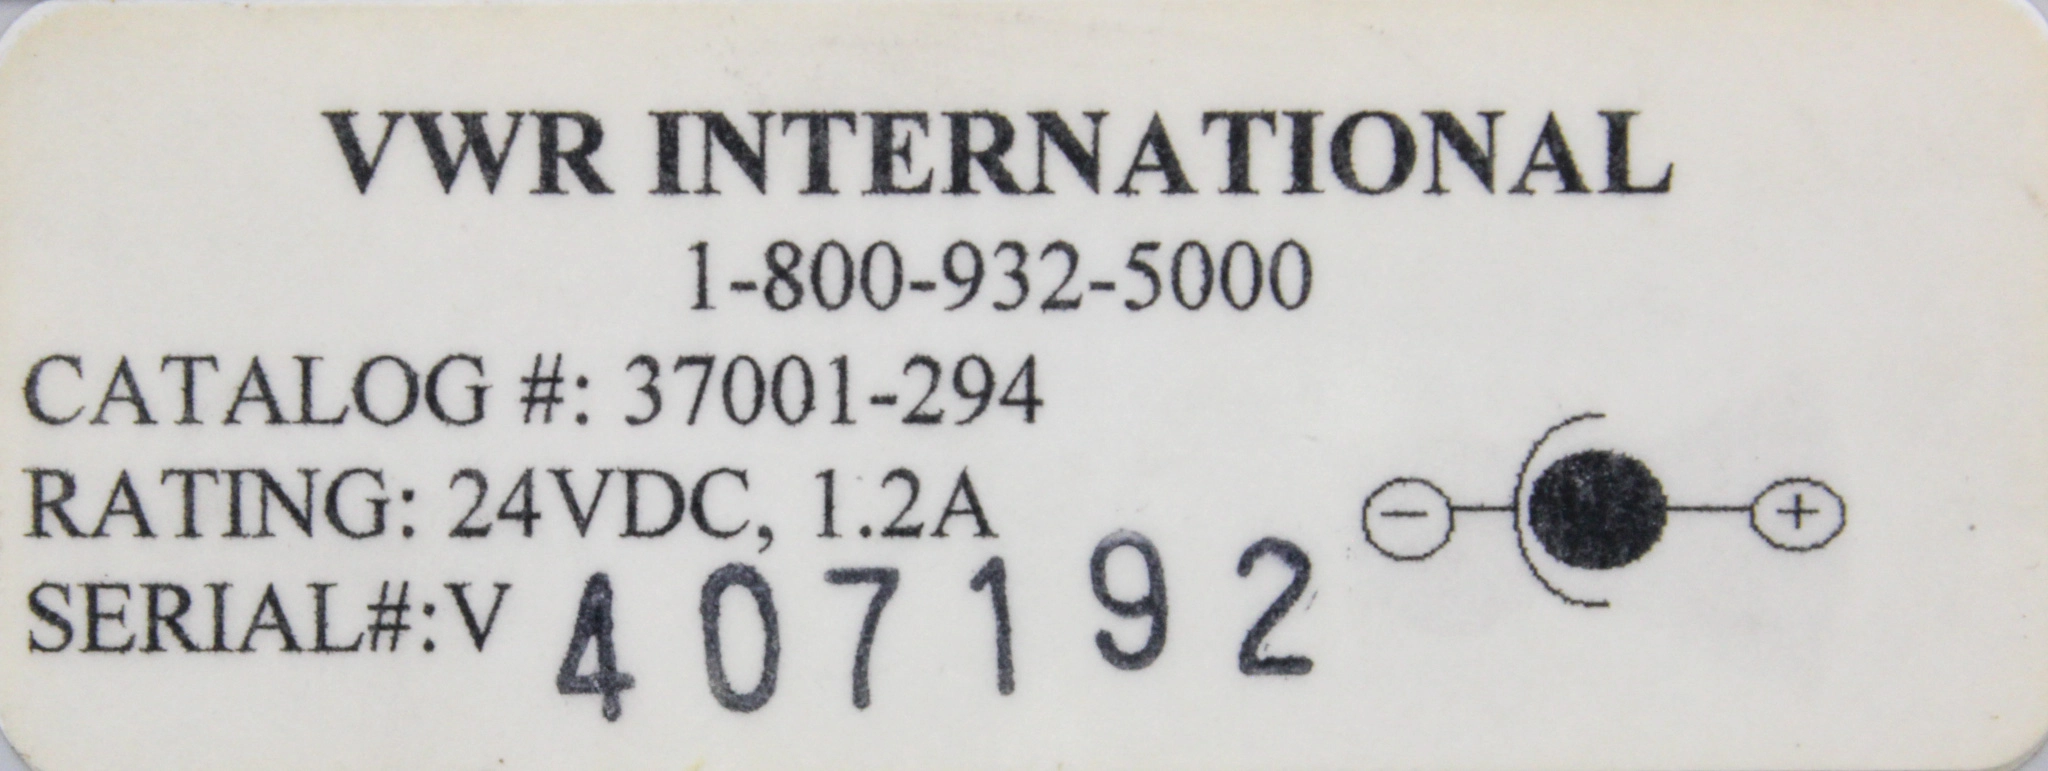 VWR INTERNATIONAL
1-800-932-5000
CATALOG #: 37001-294
RATING: 24VDC, 1.2A
SERIAL#:V 407192
− +